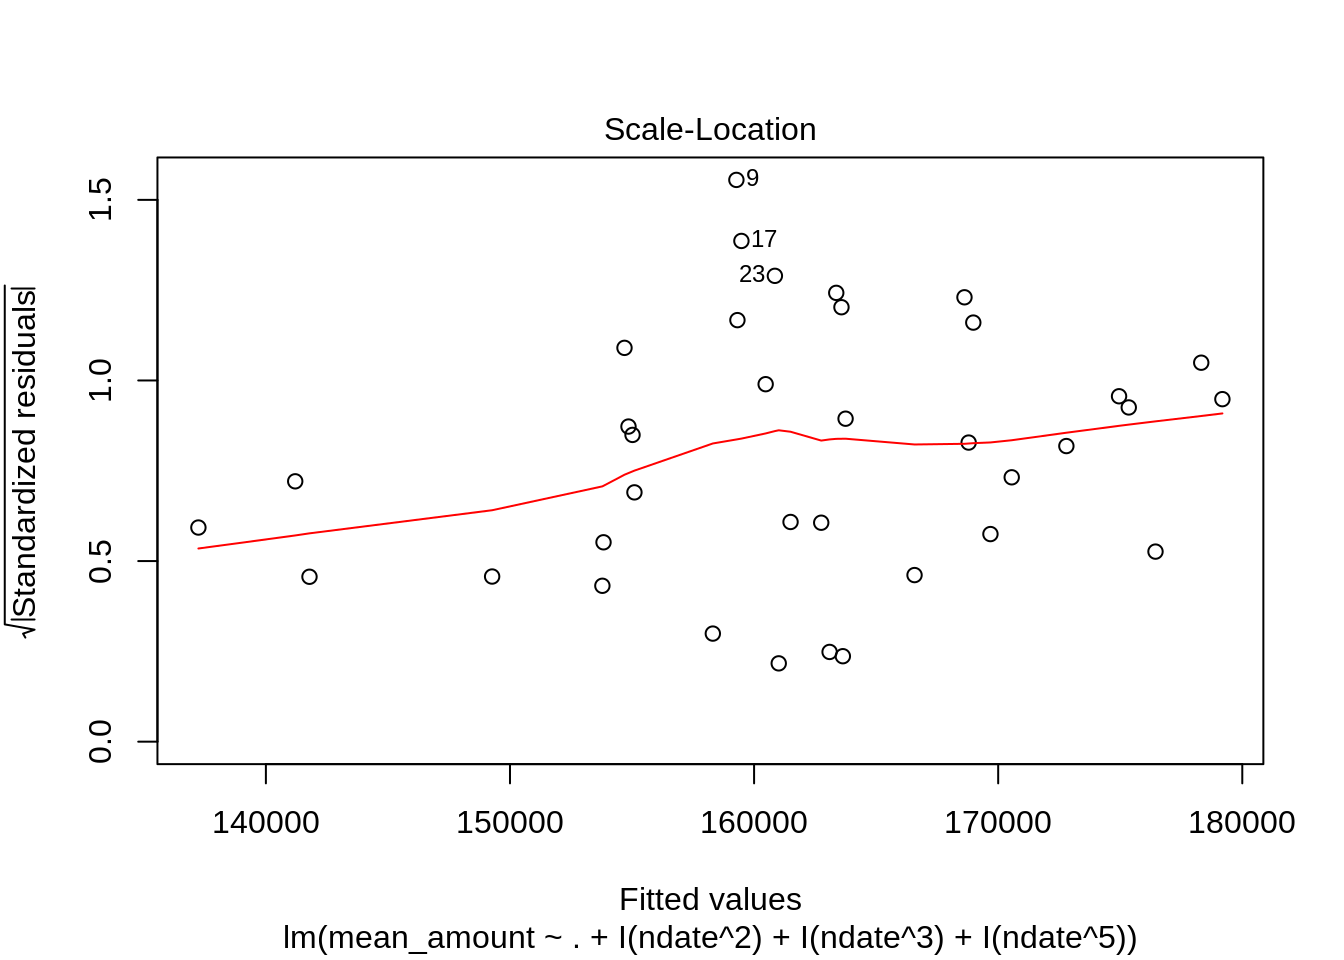 Scale-Location
√|Standardized residuals|
1.5
1.0
0.5
0.0
9
17
23
140000 150000 160000 170000 180000
Fitted values
lm(mean_amount ~ . + I(ndate^2) + I(ndate^3) + I(ndate^5))